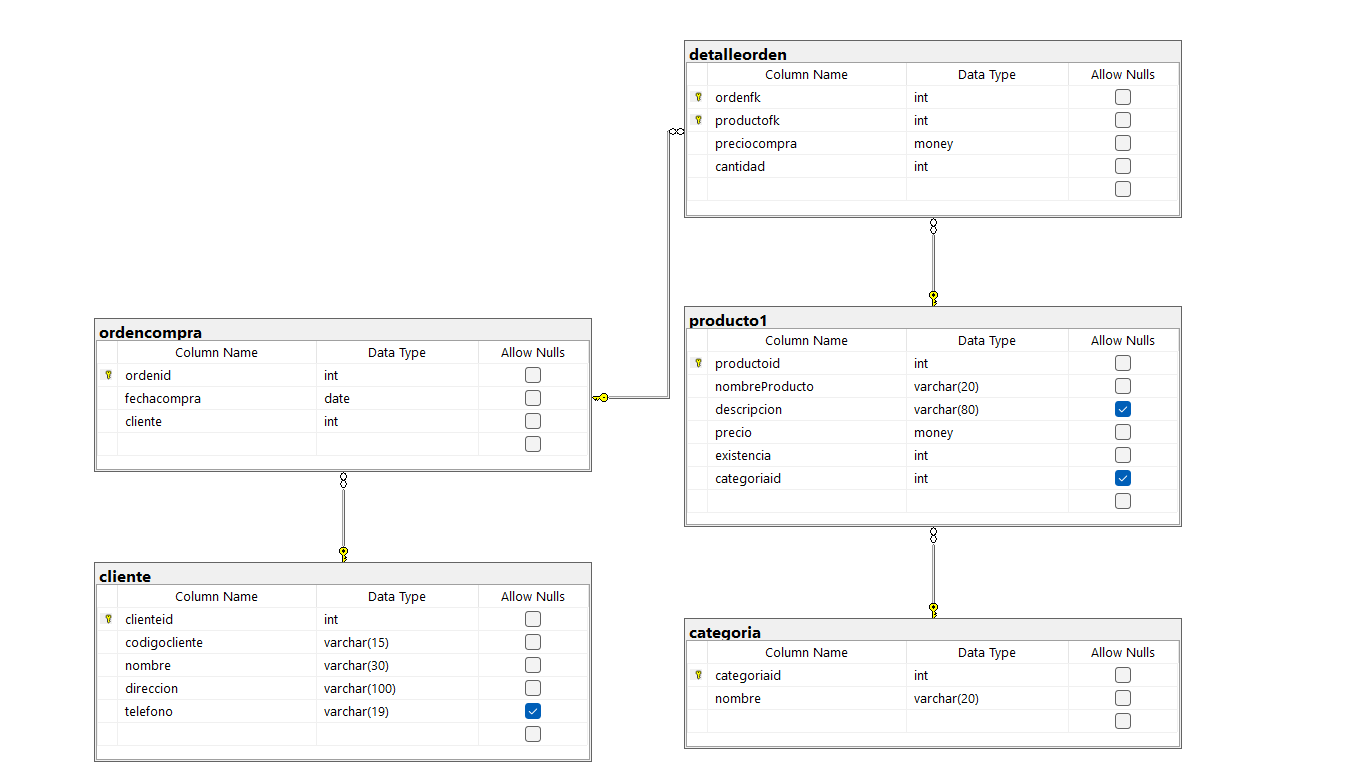 detalleorden
Column Name Data Type Allow Nulls
ordenfk int
productofk int
preciocompra money
cantidad int
ordencompra
Column Name Data Type Allow Nulls
ordenid int
fechacompra date
cliente int
producto1
Column Name Data Type Allow Nulls
productoid int
nombreProducto varchar(20)
descripcion varchar(80)
precio money
existencia int
categoriaid int
cliente
Column Name Data Type Allow Nulls
clienteid int
codigocliente varchar(15)
nombre varchar(30)
direccion varchar(100)
telefono varchar(19)
categoria
Column Name Data Type Allow Nulls
categoriaid int
nombre varchar(20)